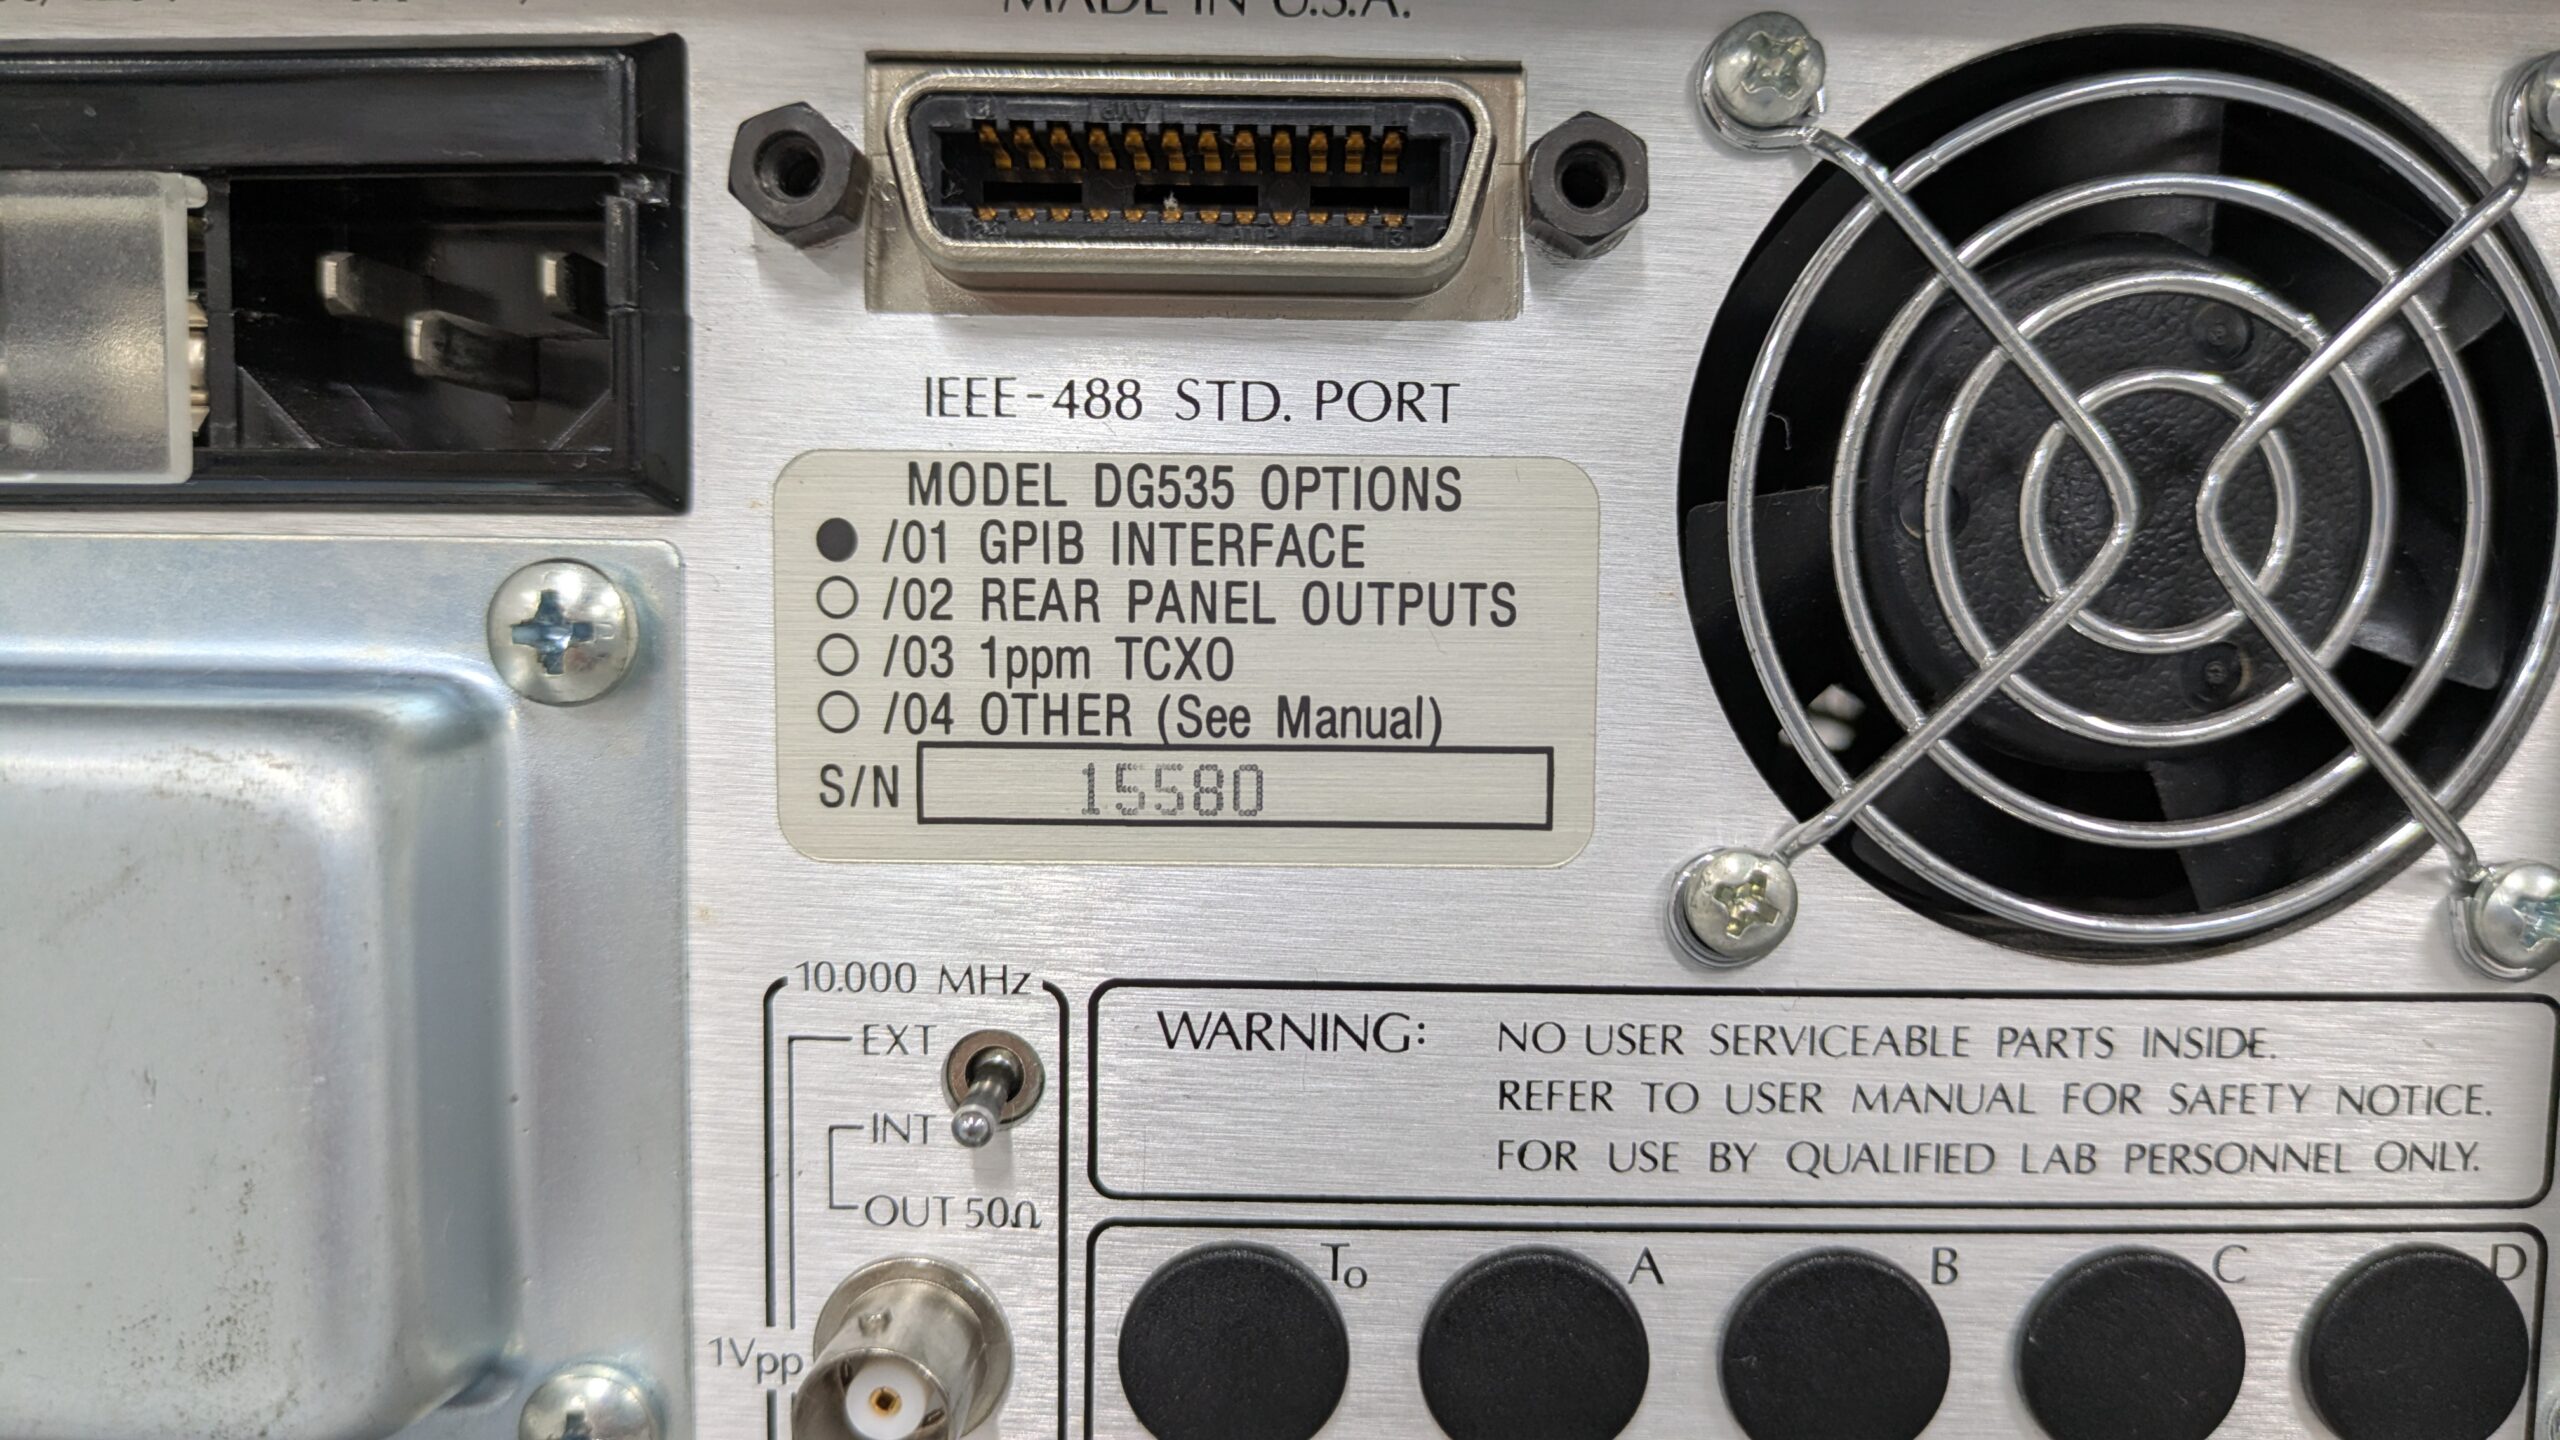 MADE IN U.S.A.
AMP
IEEE-488 STD. PORT
MODEL DG535 OPTIONS
/01 GPIB INTERFACE
/02 REAR PANEL OUTPUTS
/03 1ppm TCXO
/04 OTHER (See Manual)
S/N 15580
10.000 MHz
EXT
INT
OUT 50Ω
1Vpp
WARNING: NO USER SERVICEABLE PARTS INSIDE.
REFER TO USER MANUAL FOR SAFETY NOTICE.
FOR USE BY QUALIFIED LAB PERSONNEL ONLY.
To A B C D